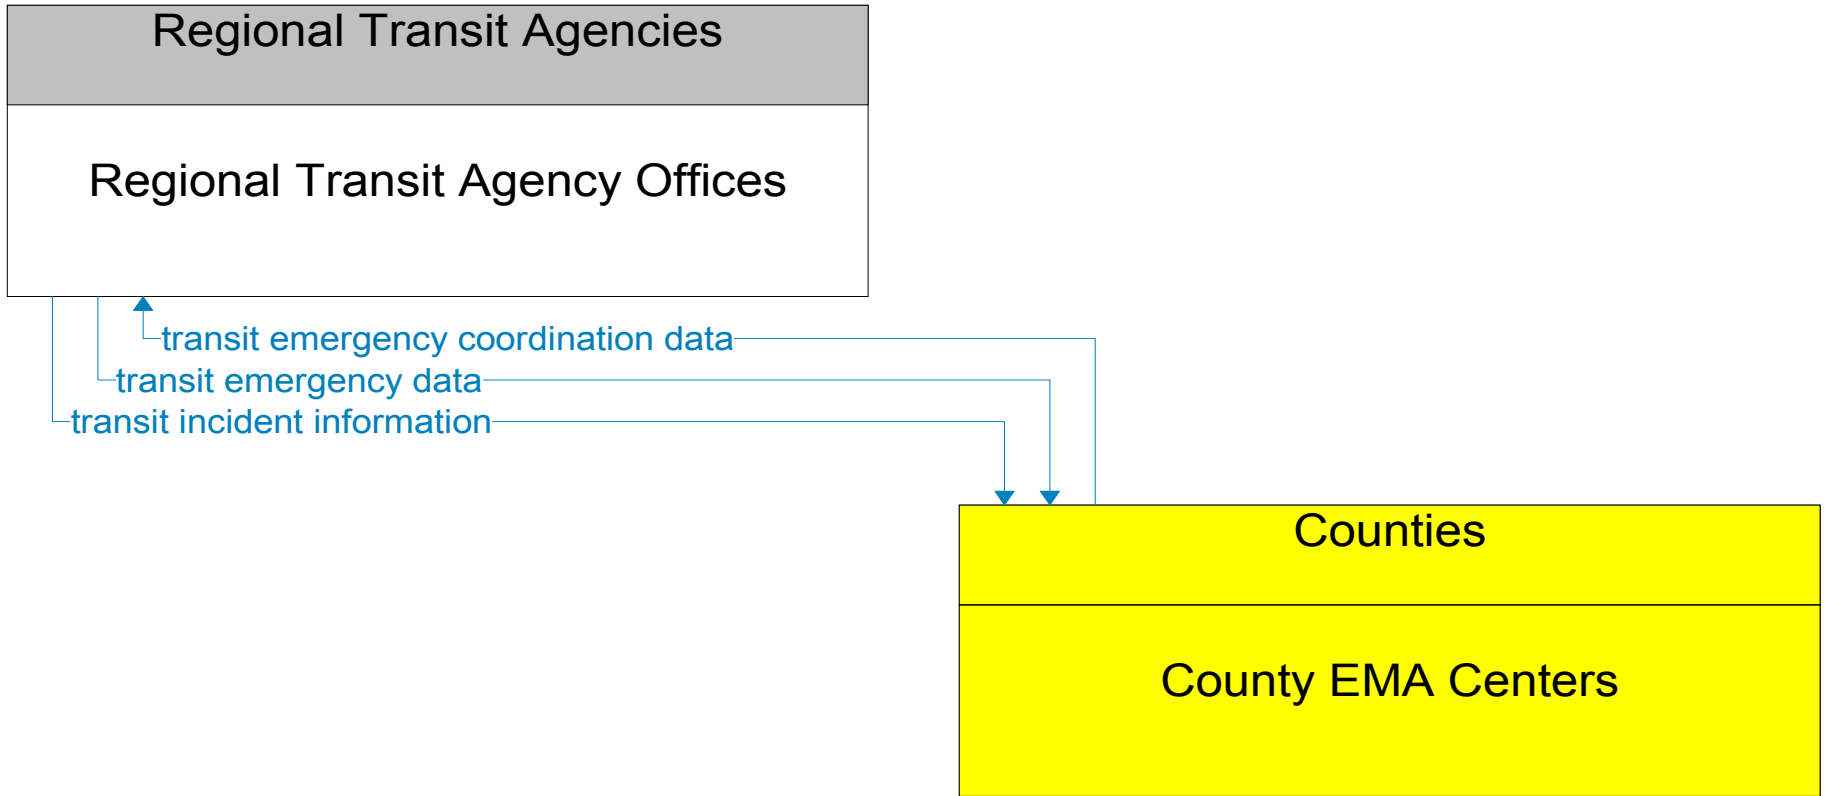 Regional Transit Agencies
Regional Transit Agency Offices
transit emergency coordination data
transit emergency data
transit incident information
Counties
County EMA Centers